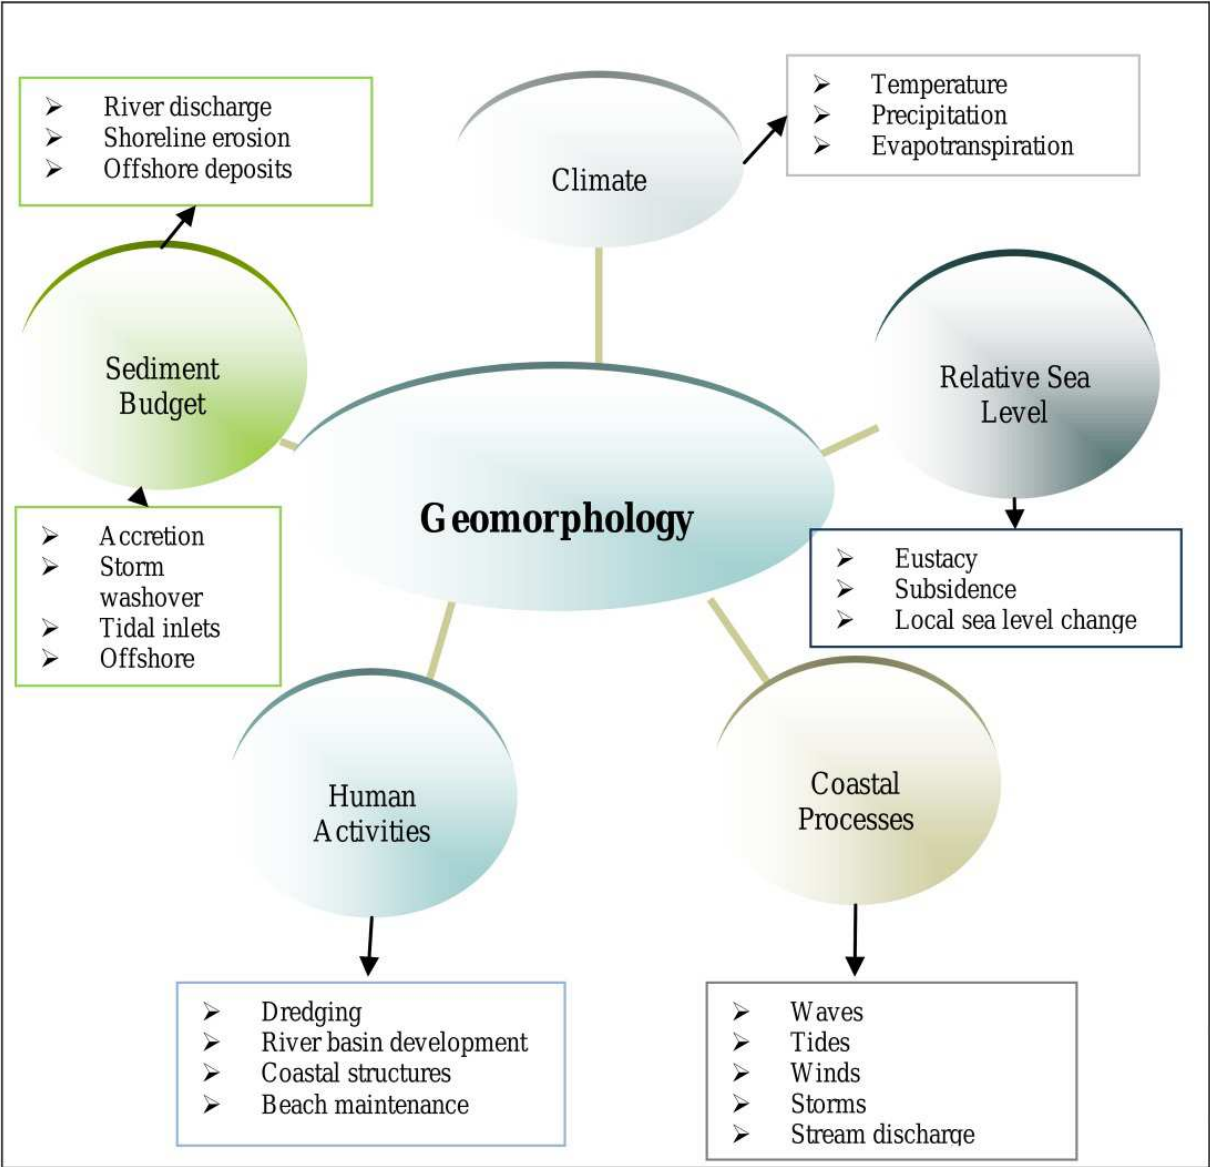 River discharge
Shoreline erosion
Offshore deposits
Temperature
Precipitation
Evapotranspiration
Climate
Sediment
Budget
Relative Sea
Level
Geomorphology
Accretion
Storm
washover
Tidal inlets
Offshore
Eustacy
Subsidence
Local sea level change
Human
Activities
Coastal
Processes
Dredging
River basin development
Coastal structures
Beach maintenance
Waves
Tides
Winds
Storms
Stream discharge